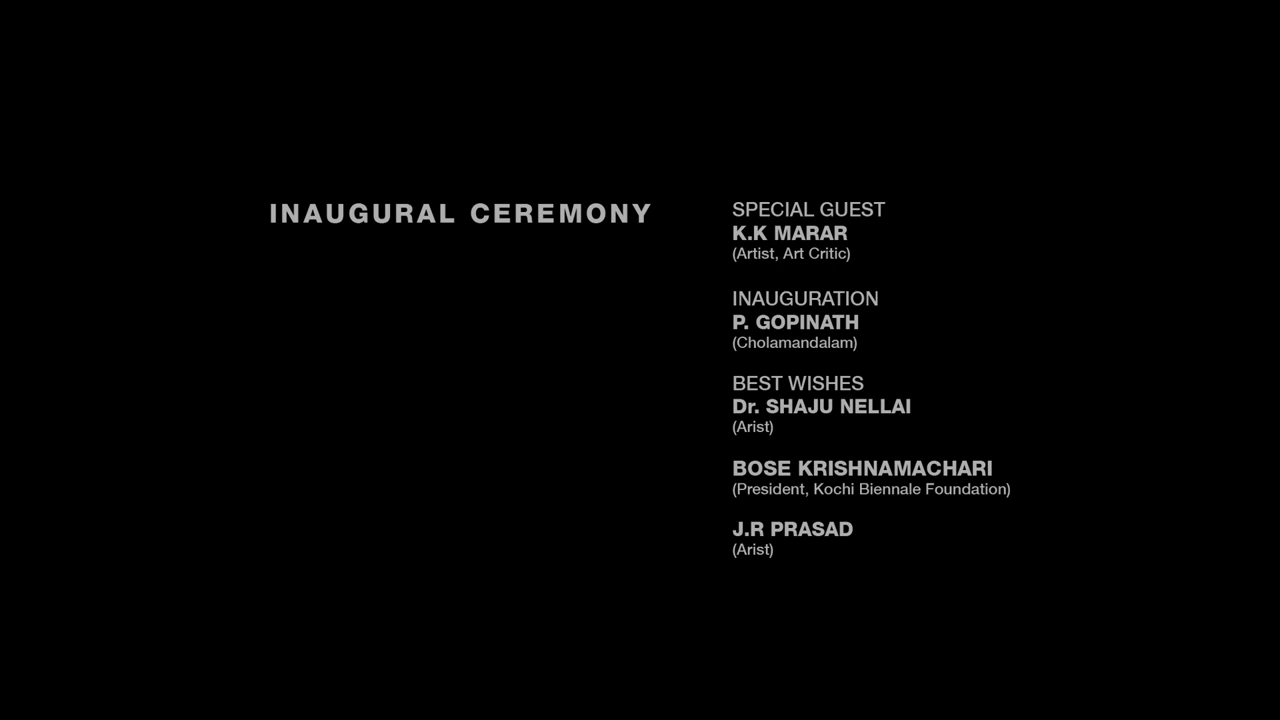 INAUGURAL CEREMONY
SPECIAL GUEST
K.K MARAR
(Artist, Art Critic)
INAUGURATION
P. GOPINATH
(Cholamandalam)
BEST WISHES
Dr. SHAJU NELLAI
(Arist)
BOSE KRISHNAMACHARI
(President, Kochi Biennale Foundation)
J.R PRASAD
(Arist)